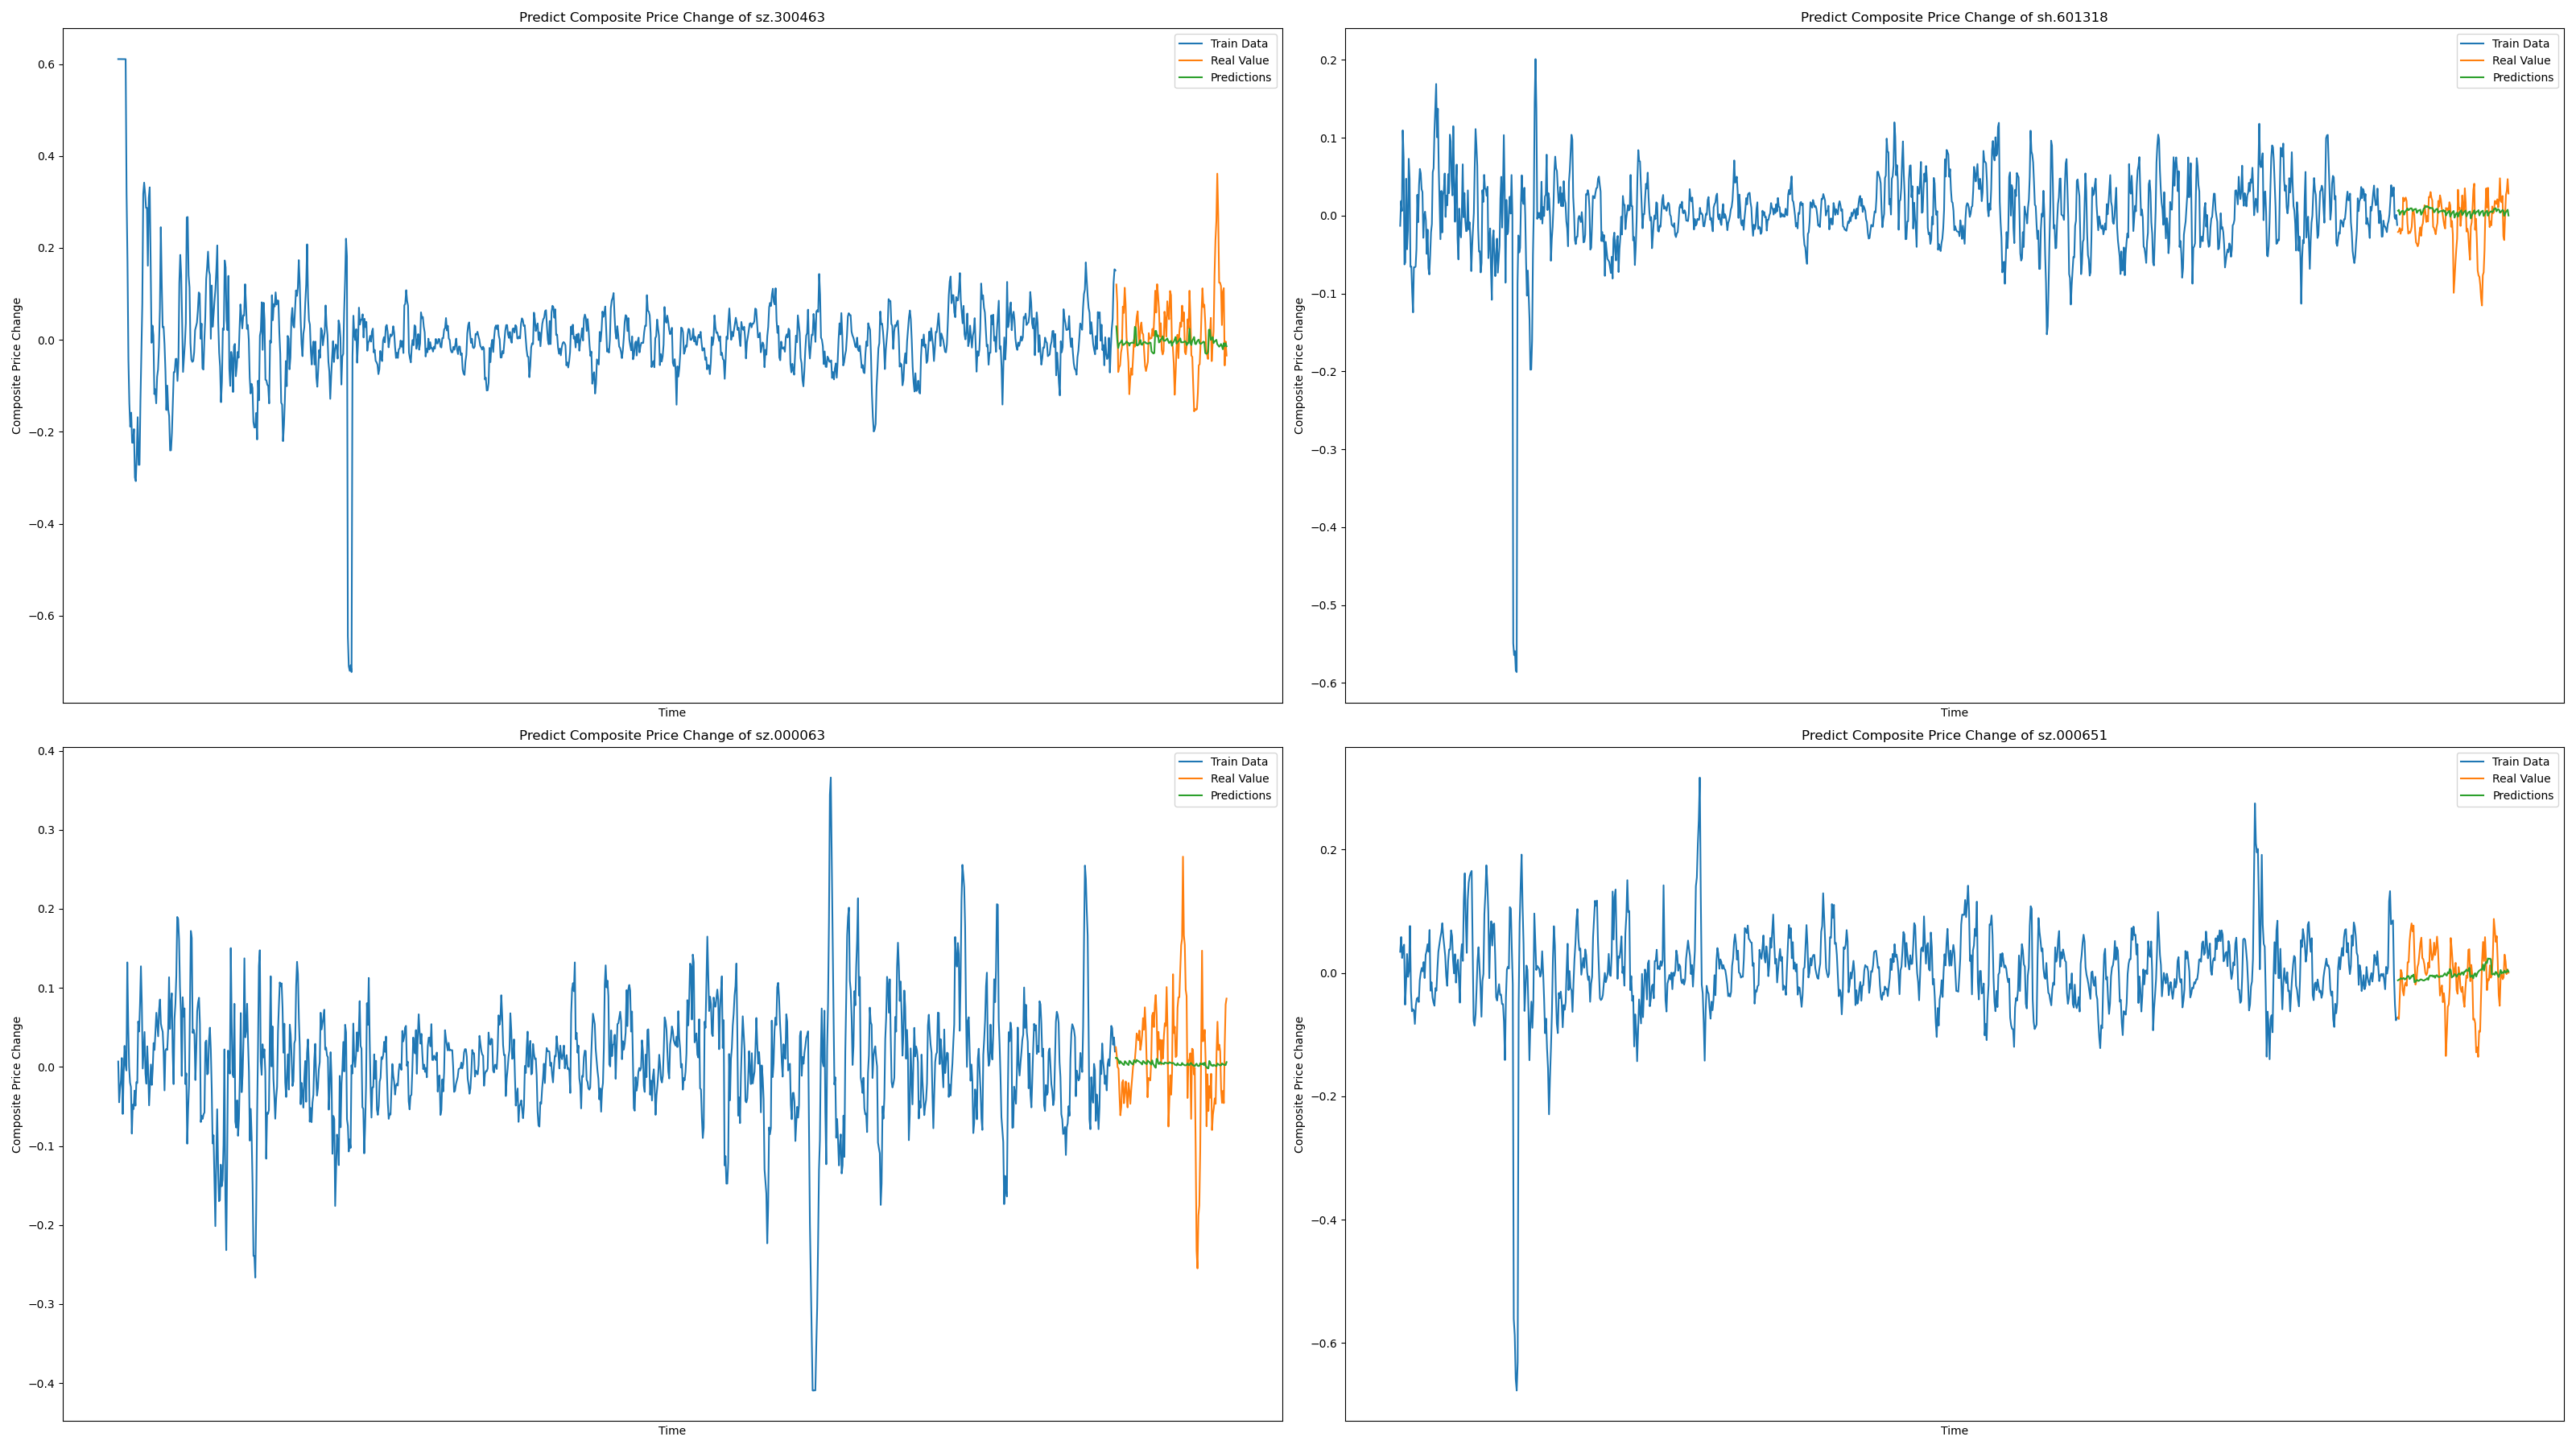 Predict Composite Price Change of sz.300463
Train Data
Real Value
Predictions
0.6
0.4
0.2
0.0
−0.2
−0.4
−0.6
Composite Price Change
Time
Predict Composite Price Change of sh.601318
Train Data
Real Value
Predictions
0.2
0.1
0.0
−0.1
−0.2
−0.3
−0.4
−0.5
−0.6
Composite Price Change
Time
Predict Composite Price Change of sz.000063
Train Data
Real Value
Predictions
0.4
0.3
0.2
0.1
0.0
−0.1
−0.2
−0.3
−0.4
Composite Price Change
Time
Predict Composite Price Change of sz.000651
Train Data
Real Value
Predictions
0.2
0.0
−0.2
−0.4
−0.6
Composite Price Change
Time